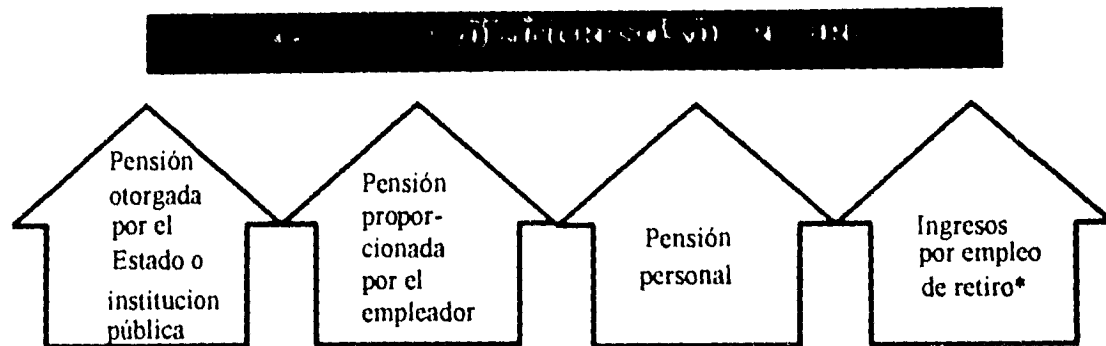 Pensión
otorgada
por el
Estado o
institucion
pública
Pensión
propor-
cionada
por el
empleador
Pensión
personal
Ingresos
por empleo
de retiro*